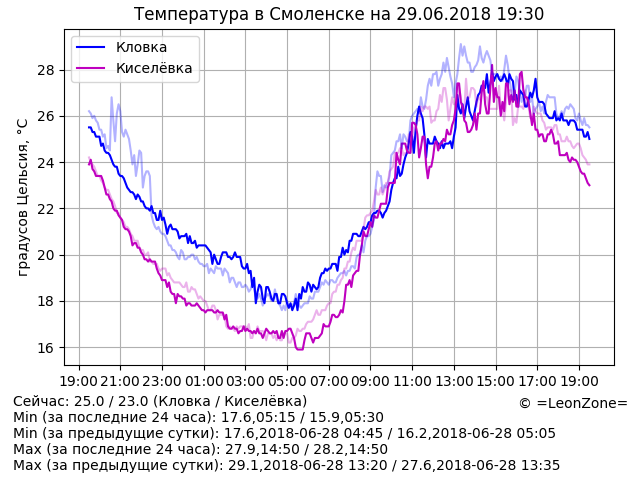 Температура в Смоленске на 29.06.2018 19:30
Кловка
Киселёвка
градусов Цельсия, °C
28
26
24
22
20
18
16
19:00 21:00 23:00 01:00 03:00 05:00 07:00 09:00 11:00 13:00 15:00 17:00 19:00
Сейчас: 25.0 / 23.0 (Кловка / Киселёвка)
© =LeonZone=
Min (за последние 24 часа): 17.6,05:15 / 15.9,05:30
Min (за предыдущие сутки): 17.6,2018-06-28 04:45 / 16.2,2018-06-28 05:05
Max (за последние 24 часа): 27.9,14:50 / 28.2,14:50
Max (за предыдущие сутки): 29.1,2018-06-28 13:20 / 27.6,2018-06-28 13:35